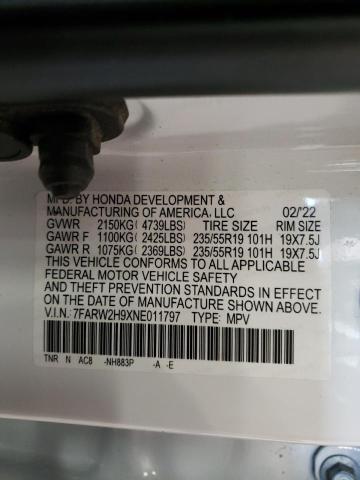 MFD. BY HONDA DEVELOPMENT &
MANUFACTURING OF AMERICA, LLC 02/'22
GVWR 2150KG (4739LBS) TIRE SIZE RIM SIZE
GAWR F 1100KG (2425LBS) 235/55R19 101H 19X7.5J
GAWR R 1075KG (2369LBS) 235/55R19 101H 19X7.5J
THIS VEHICLE CONFORMS TO ALL APPLICABLE
FEDERAL MOTOR VEHICLE SAFETY
AND THEFT PREVENTION STANDARDS IN EFFECT
ON THE DATE OF MANUFACTURE SHOWN ABOVE.
V.I.N.: 7FARW2H9XNE011797 TYPE: MPV
TNR N AC8 -NH883P -A -E